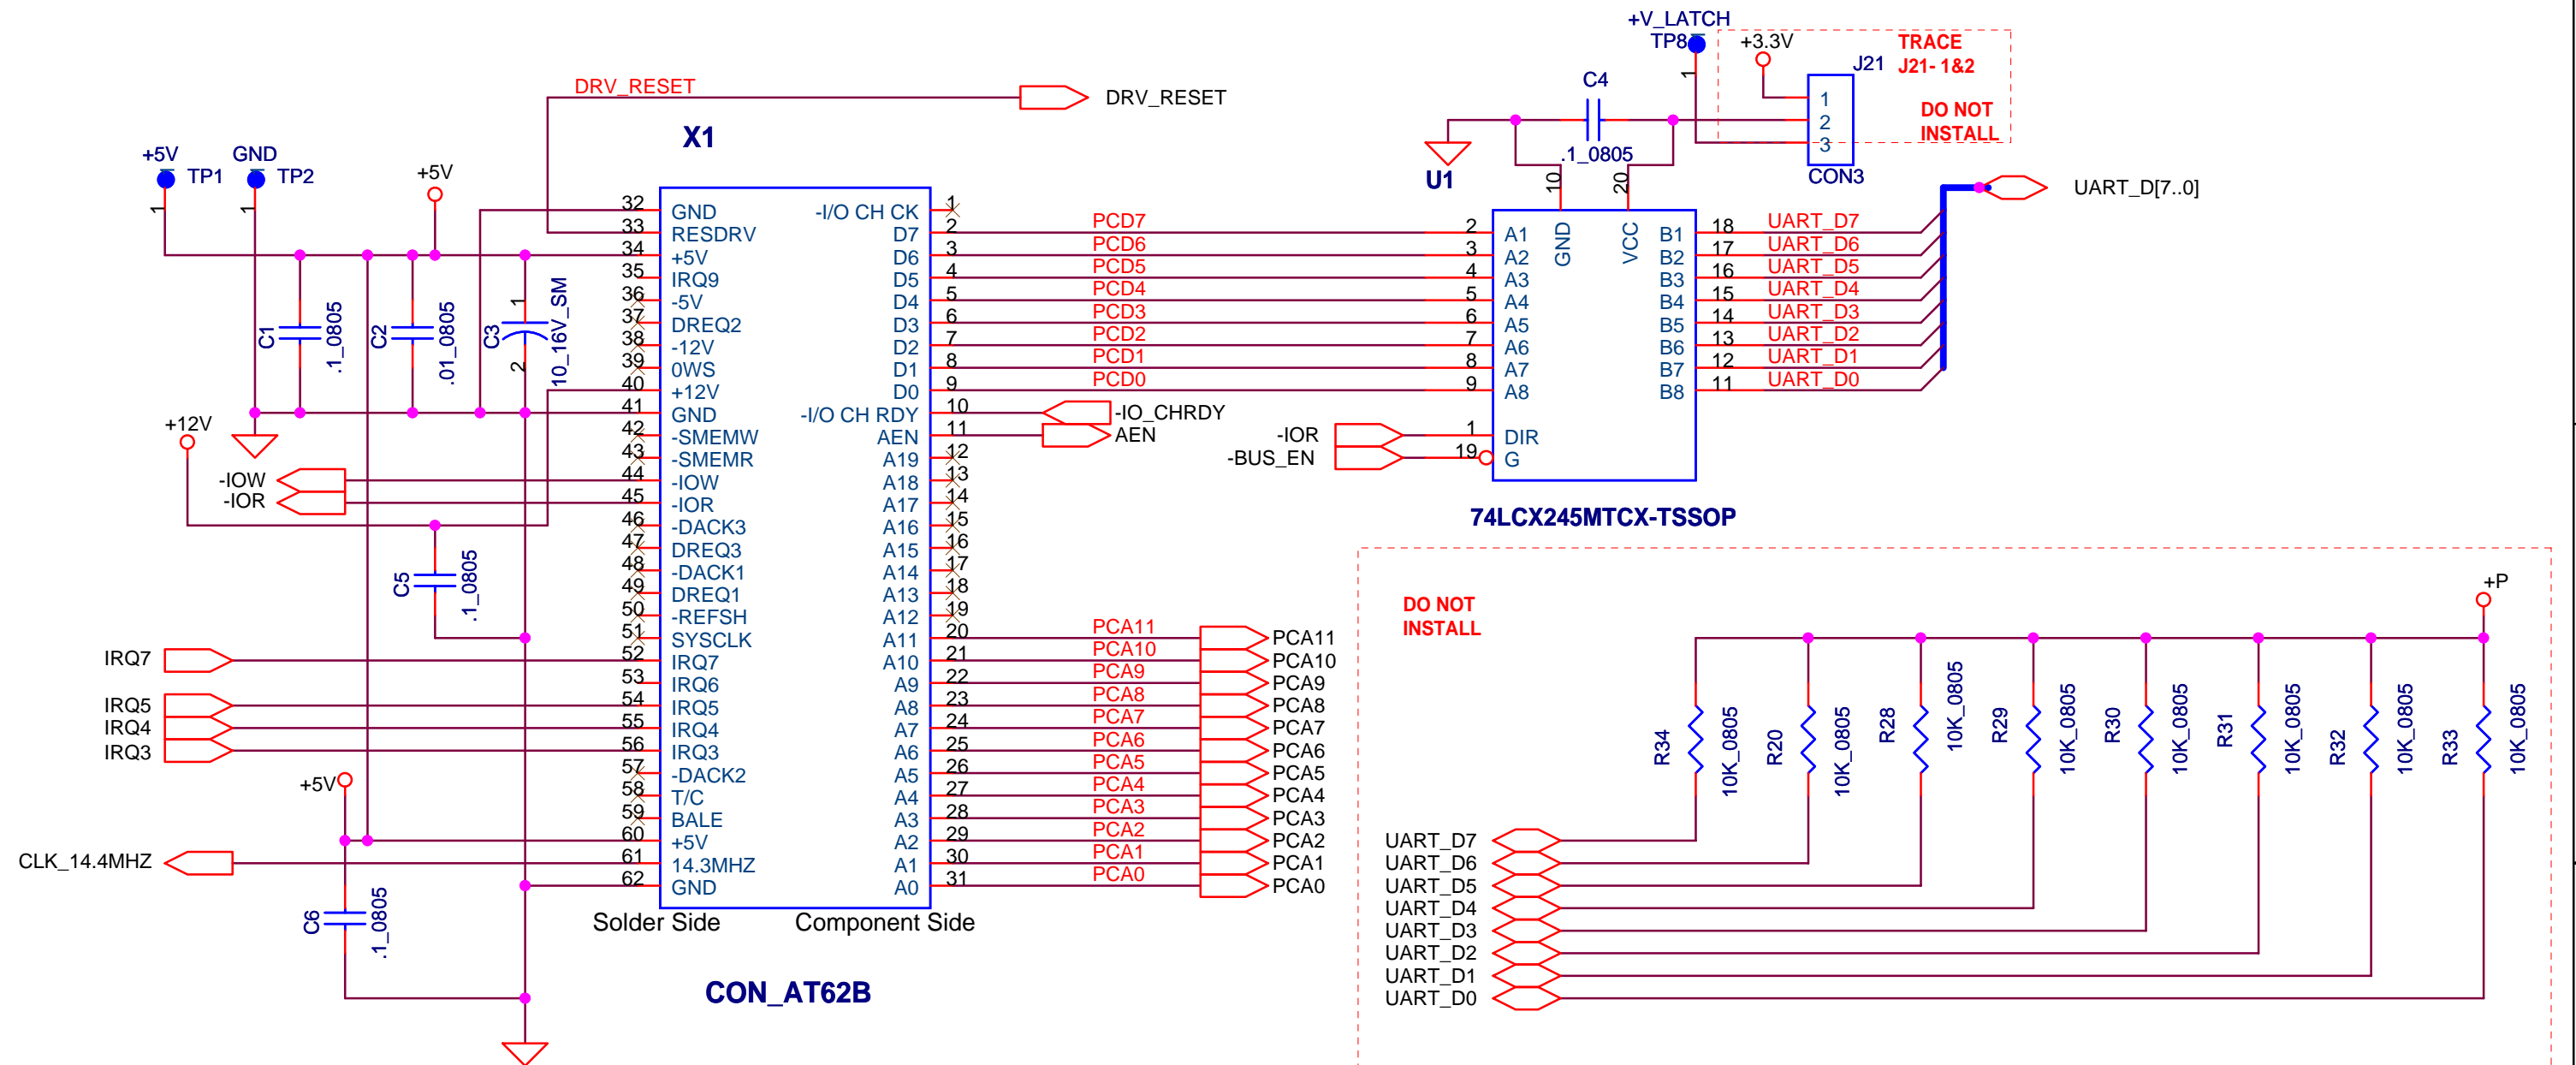 +V_LATCH
TP8
1
+3.3V
TRACE
J21- 1&2
J21
DO NOT
INSTALL
1
2
3
CON3
C4
.1_0805
U1
10
20
DRV_RESET
DRV_RESET
X1
+5V
TP1
1
GND
TP2
1
+5V
C1
.1_0805
C2
.01_0805
C3
1
2
10_16V_SM
+12V
-IOW
-IOR
C5
.1_0805
IRQ7
IRQ5
IRQ4
IRQ3
+5V
CLK_14.4MHZ
C6
.1_0805
32 GND
33 RESDRV
34 +5V
35 IRQ9
36 -5V
37 DREQ2
38 -12V
39 0WS
40 +12V
41 GND
42 -SMEMW
43 -SMEMR
44 -IOW
45 -IOR
46 -DACK3
47 DREQ3
48 -DACK1
49 DREQ1
50 -REFSH
51 SYSCLK
52 IRQ7
53 IRQ6
54 IRQ5
55 IRQ4
56 IRQ3
57 -DACK2
58 T/C
59 BALE
60 +5V
61 14.3MHZ
62 GND
-I/O CH CK 1
D7 2 PCD7
D6 3 PCD6
D5 4 PCD5
D4 5 PCD4
D3 6 PCD3
D2 7 PCD2
D1 8 PCD1
D0 9 PCD0
-I/O CH RDY 10 -IO_CHRDY
AEN 11 AEN
A19 12
A18 13
A17 14
A16 15
A15 16
A14 17
A13 18
A12 19
A11 20 PCA11 PCA11
A10 21 PCA10 PCA10
A9 22 PCA9 PCA9
A8 23 PCA8 PCA8
A7 24 PCA7 PCA7
A6 25 PCA6 PCA6
A5 26 PCA5 PCA5
A4 27 PCA4 PCA4
A3 28 PCA3 PCA3
A2 29 PCA2 PCA2
A1 30 PCA1 PCA1
A0 31 PCA0 PCA0
Solder Side
Component Side
CON_AT62B
2 A1
3 A2
4 A3
5 A4
6 A5
7 A6
8 A7
9 A8
-IOR 1 DIR
-BUS_EN 19 G
GND
VCC
B1 18 UART_D7
B2 17 UART_D6
B3 16 UART_D5
B4 15 UART_D4
B5 14 UART_D3
B6 13 UART_D2
B7 12 UART_D1
B8 11 UART_D0
UART_D[7..0]
74LCX245MTCX-TSSOP
DO NOT
INSTALL
+P
R34
10K_0805
R20
10K_0805
R28
10K_0805
R29
10K_0805
R30
10K_0805
R31
10K_0805
R32
10K_0805
R33
10K_0805
UART_D7
UART_D6
UART_D5
UART_D4
UART_D3
UART_D2
UART_D1
UART_D0